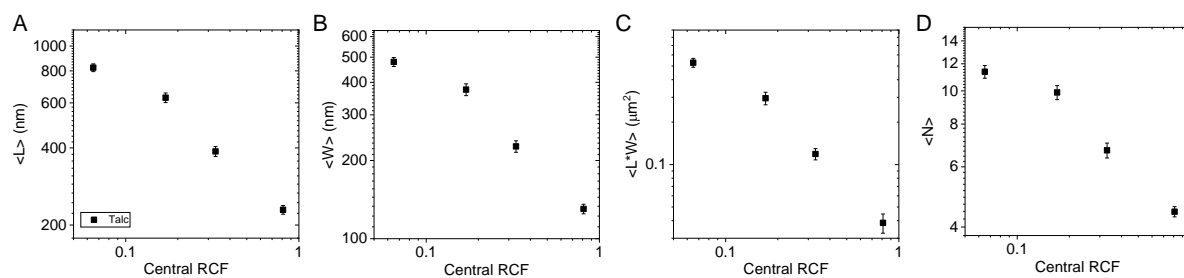 A
1000
800
600
400
200
<L> (nm)
Talc
0.1
1
Central RCF
B
600
500
400
300
200
100
<W> (nm)
0.1
1
Central RCF
C
0.1
<L*W> (μm²)
0.1
1
Central RCF
D
14
12
10
8
6
4
<N>
0.1
Central RCF